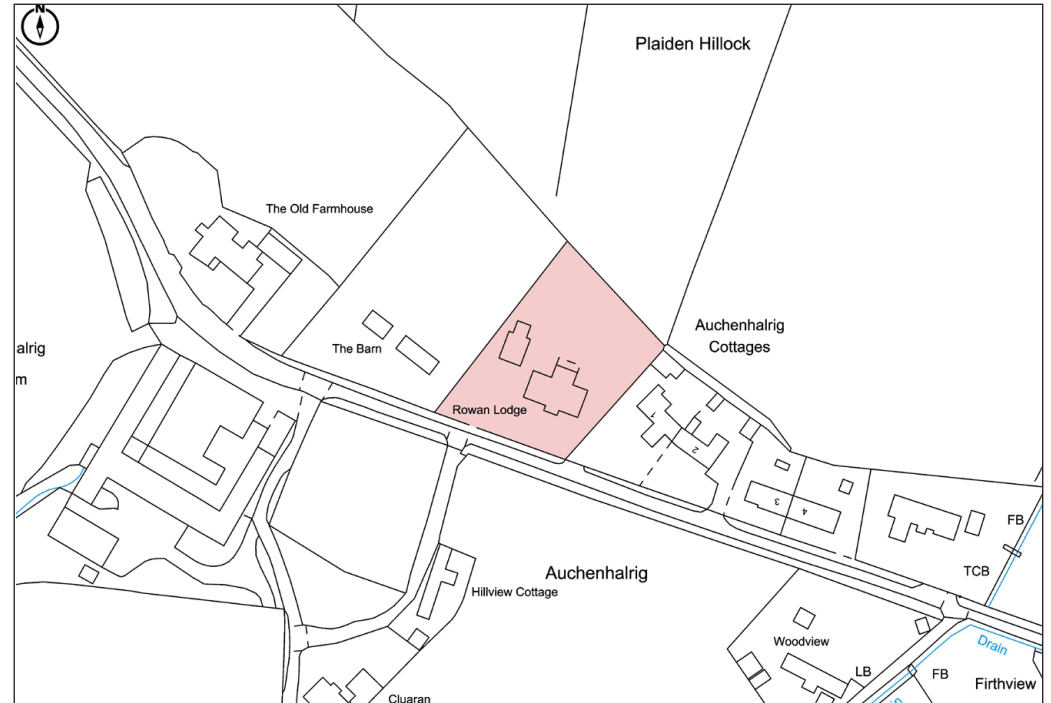 N
Plaiden Hillock
The Old Farmhouse
Auchenhalrig
Cottages
alrig
The Barn
m
Rowan Lodge
1
2
3
4
FB
TCB
Auchenhalrig
Hillview Cottage
Woodview
Drain
LB
FB
Firthview
Cluaran